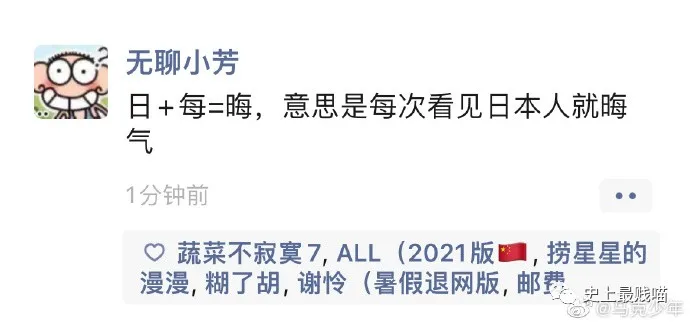 无聊小芳
日+每=晦，意思是每次看见日本人就晦
气
1分钟前
蔬菜不寂寞7, ALL（2021版🇨🇳, 捞星星的
漫漫, 糊了胡, 谢怜（暑假退网版, 邮费
史上最贱喵
@马克少年